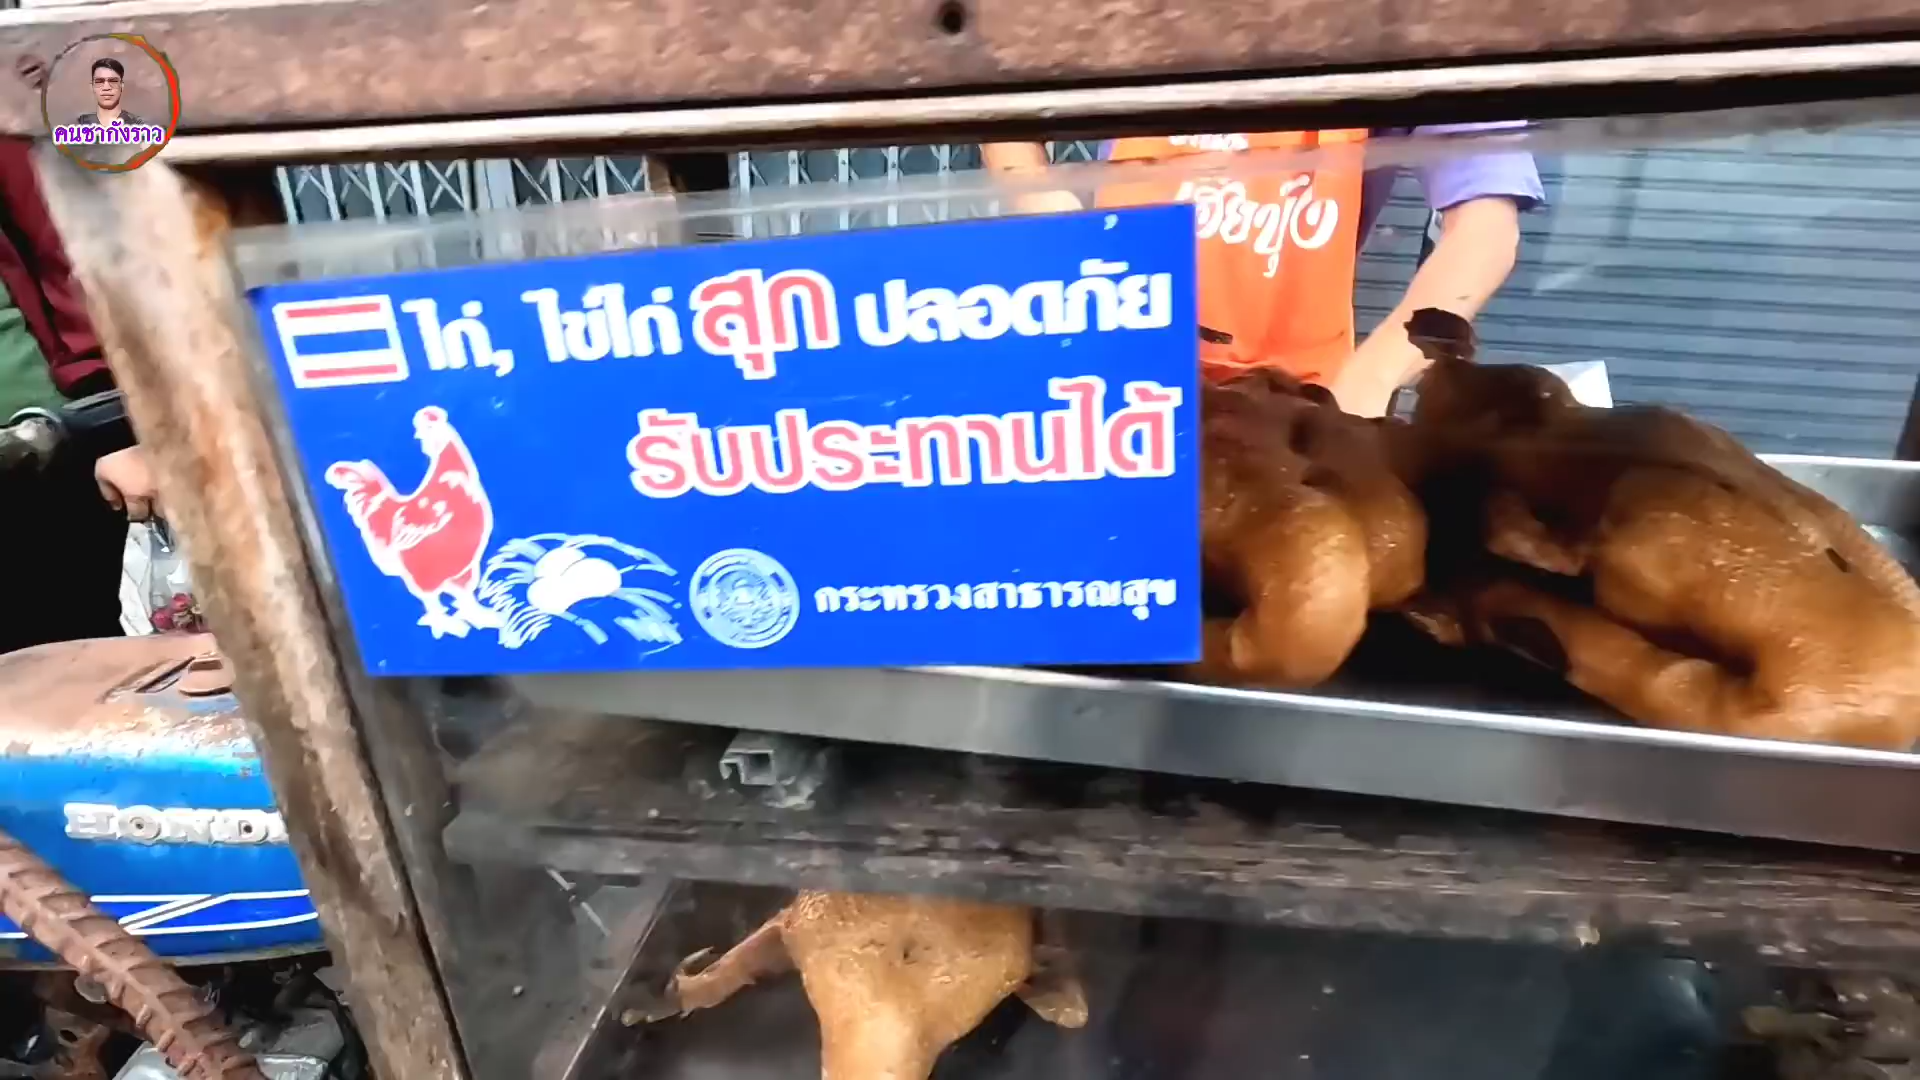 คนชากังราว
ไก่, ไข่ไก่ สุก ปลอดภัย
รับประทานได้
กระทรวงสาธารณสุข
HONDA